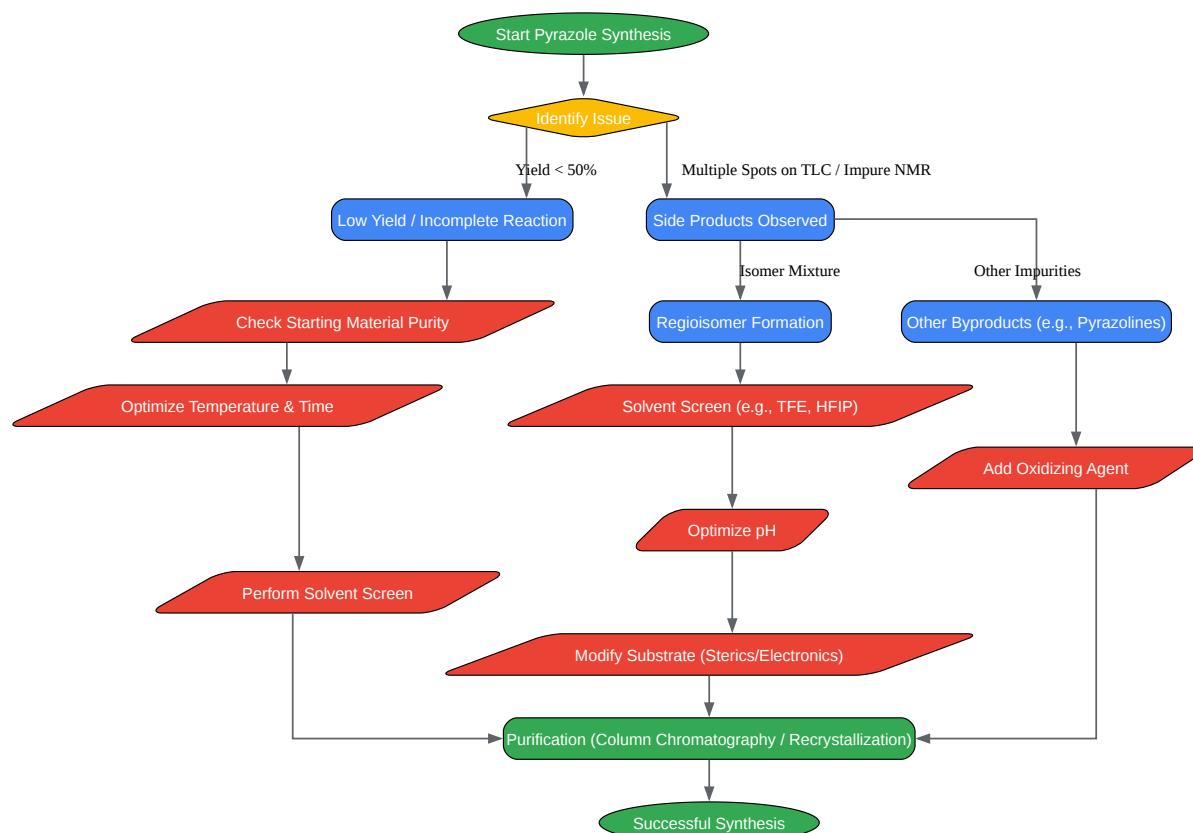 Start Pyrazole Synthesis
Identify Issue
Yield < 50%
Multiple Spots on TLC / Impure NMR
Low Yield / Incomplete Reaction
Side Products Observed
Isomer Mixture
Other Impurities
Check Starting Material Purity
Regioisomer Formation
Other Byproducts (e.g., Pyrazolines)
Optimize Temperature & Time
Solvent Screen (e.g., TFE, HFIP)
Add Oxidizing Agent
Optimize pH
Perform Solvent Screen
Modify Substrate (Sterics/Electronics)
Purification (Column Chromatography / Recrystallization)
Successful Synthesis